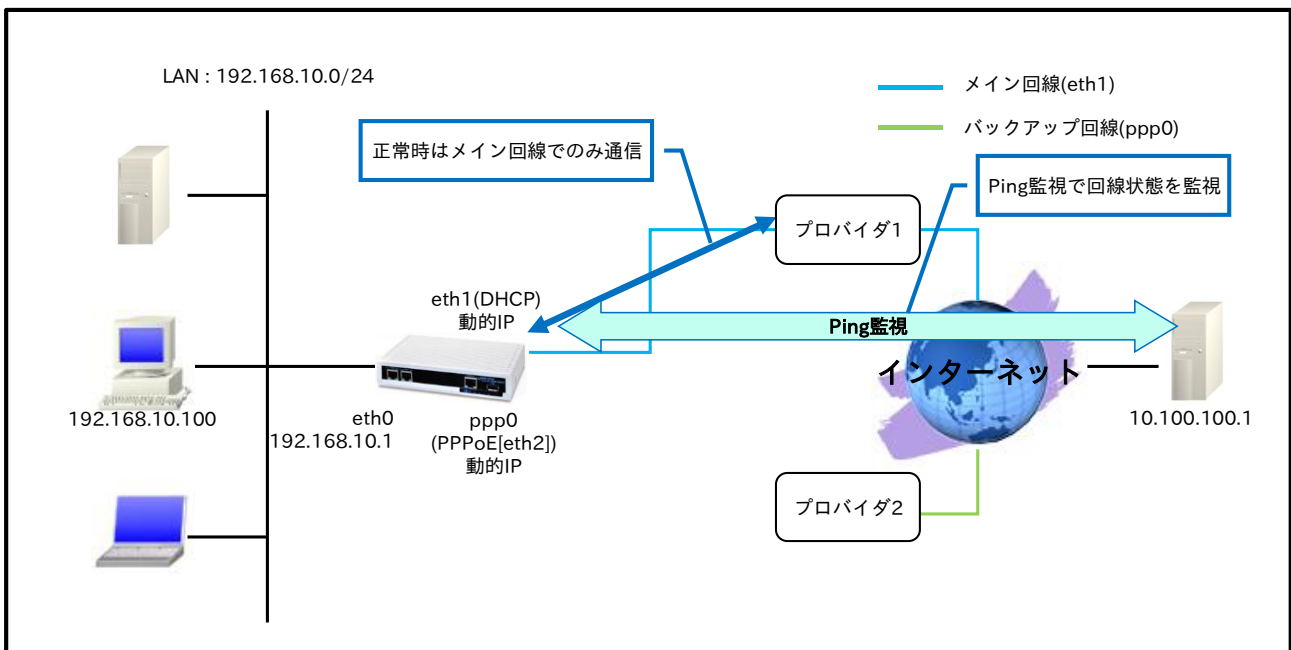 LAN : 192.168.10.0/24
メイン回線(eth1)
バックアップ回線(ppp0)
正常時はメイン回線でのみ通信
Ping監視で回線状態を監視
プロバイダ1
eth1(DHCP)
動的IP
Ping監視
インターネット
192.168.10.100
eth0
192.168.10.1
ppp0
(PPPoE[eth2])
動的IP
10.100.100.1
プロバイダ2